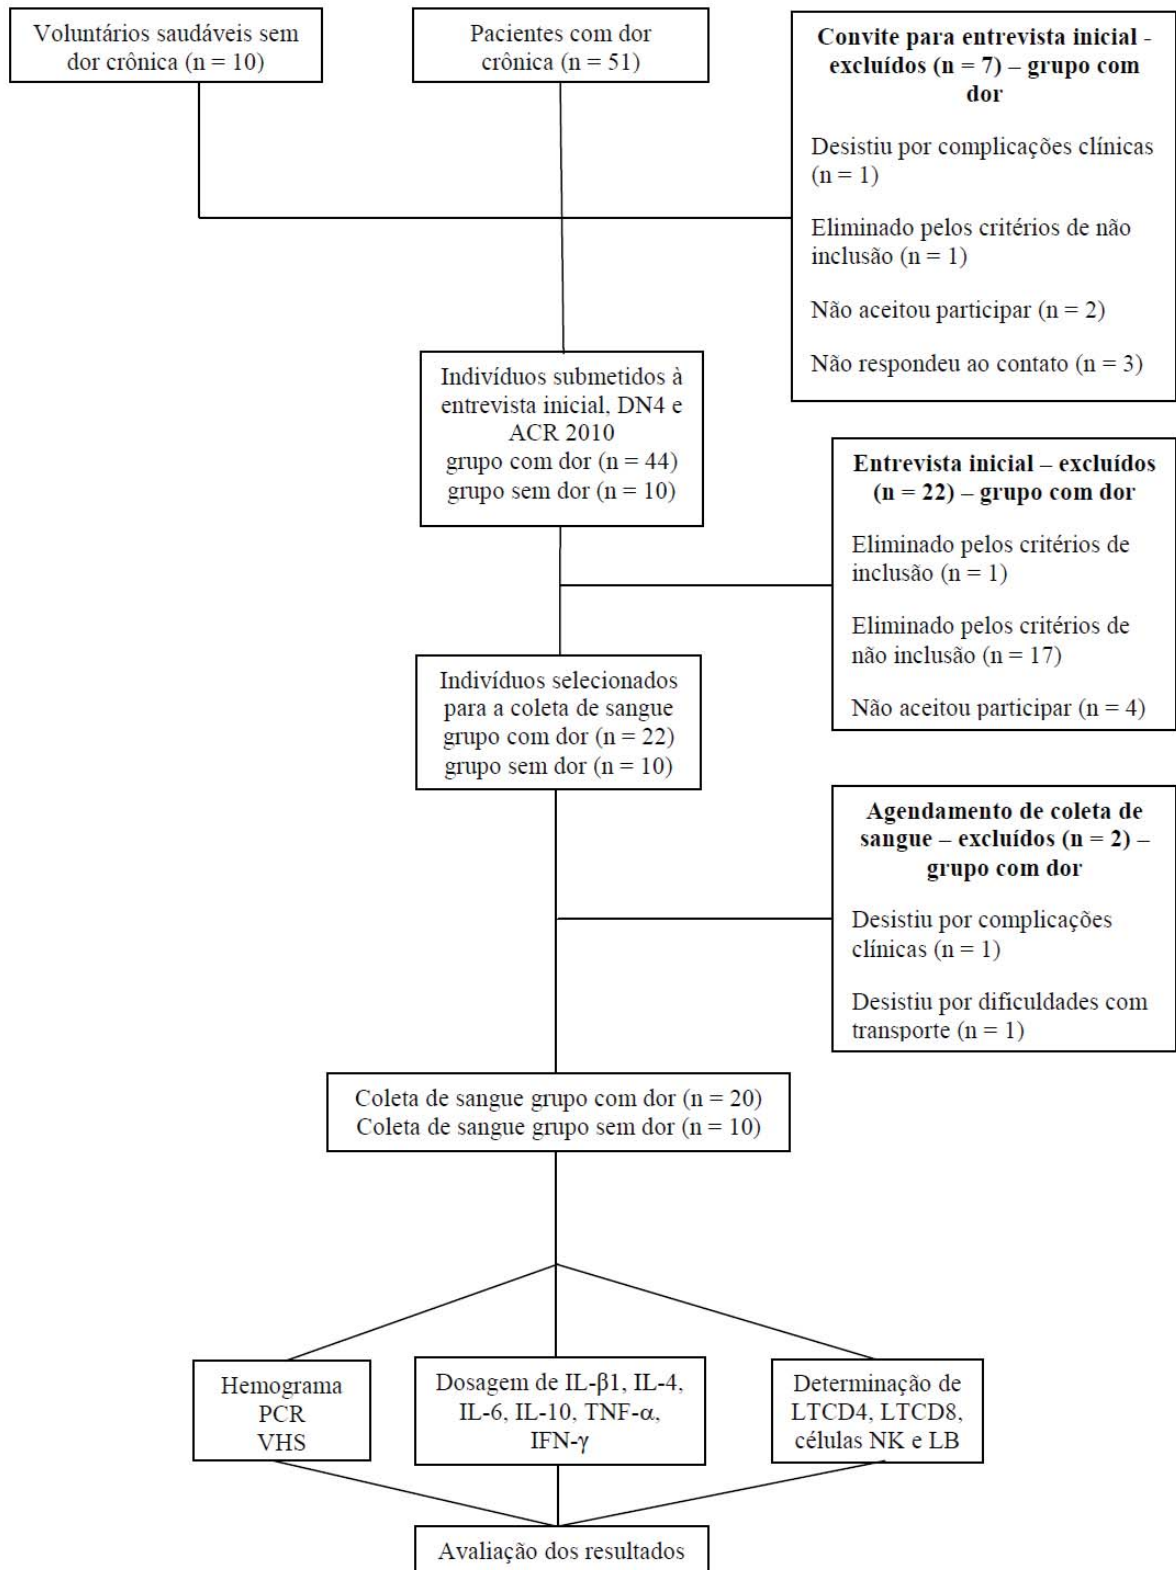 Voluntários saudáveis sem
dor crônica (n = 10)
Pacientes com dor
crônica (n = 51)
Convite para entrevista inicial -
excluídos (n = 7) – grupo com
dor
Desistiu por complicações clínicas
(n = 1)
Eliminado pelos critérios de não
inclusão (n = 1)
Não aceitou participar (n = 2)
Não respondeu ao contato (n = 3)
Indivíduos submetidos à
entrevista inicial, DN4 e
ACR 2010
grupo com dor (n = 44)
grupo sem dor (n = 10)
Entrevista inicial – excluídos
(n = 22) – grupo com dor
Eliminado pelos critérios de
inclusão (n = 1)
Eliminado pelos critérios de
não inclusão (n = 17)
Não aceitou participar (n = 4)
Indivíduos selecionados
para a coleta de sangue
grupo com dor (n = 22)
grupo sem dor (n = 10)
Agendamento de coleta de
sangue – excluídos (n = 2) –
grupo com dor
Desistiu por complicações
clínicas (n = 1)
Desistiu por dificuldades com
transporte (n = 1)
Coleta de sangue grupo com dor (n = 20)
Coleta de sangue grupo sem dor (n = 10)
Hemograma
PCR
VHS
Dosagem de IL-β1, IL-4,
IL-6, IL-10, TNF-α,
IFN-γ
Determinação de
LTCD4, LTCD8,
células NK e LB
Avaliação dos resultados